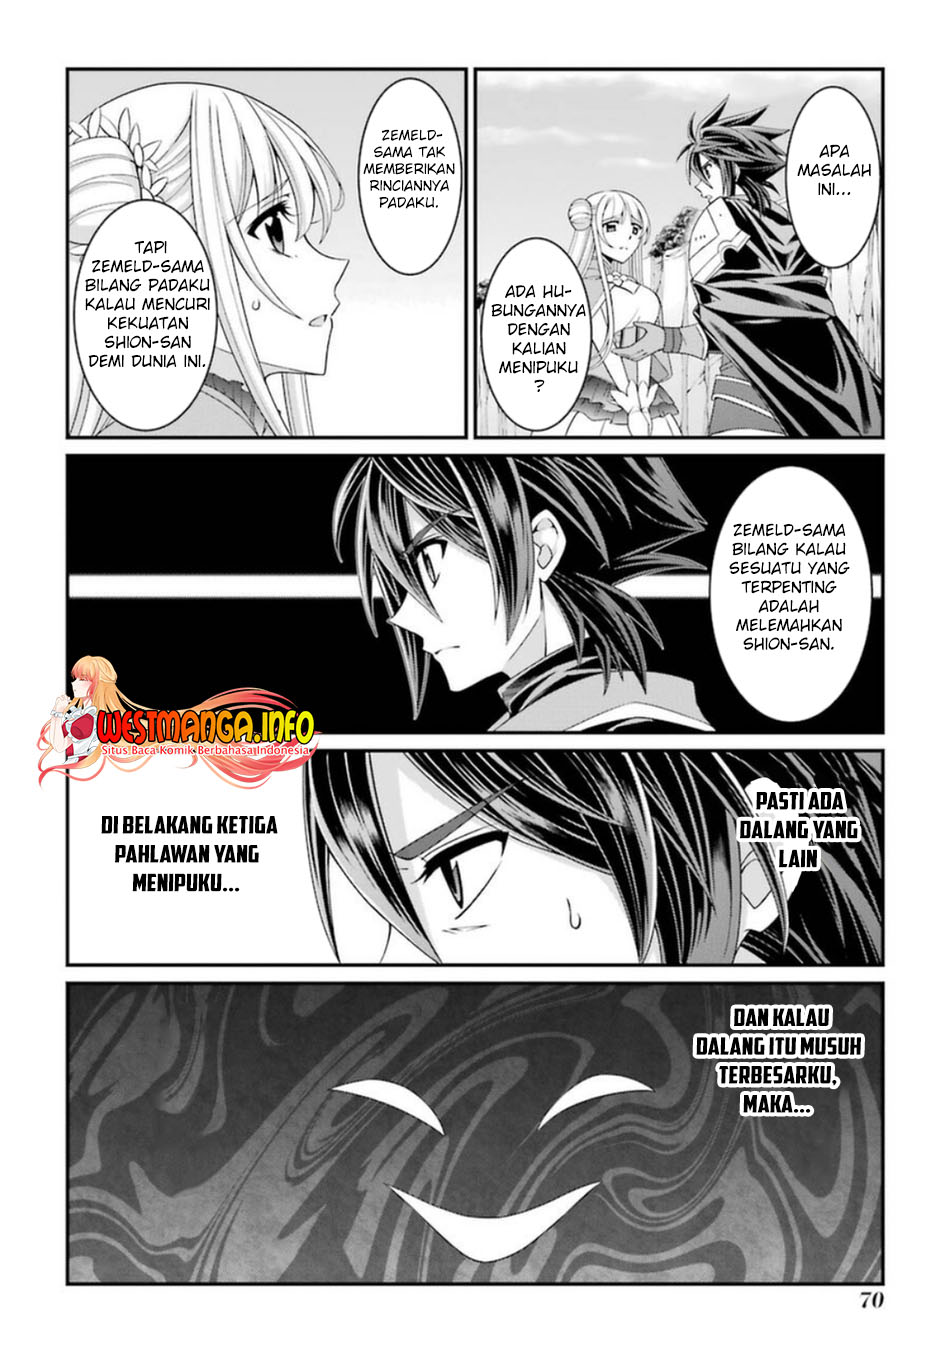 APA
MASALAH
INI...
ADA HU-
BUNGANNYA
DENGAN
KALIAN
MENIPUKU
?
ZEMELD-
SAMA TAK
MEMBERIKAN
RINCIANNYA
PADAKU.
TAPI
ZEMELD-SAMA
BILANG PADAKU
KALAU MENCURI
KEKUATAN
SHION-SAN
DEMI DUNIA INI.
ZEMELD-SAMA
BILANG KALAU
SESUATU YANG
TERPENTING
ADALAH
MELEMAHKAN
SHION-SAN.
WESTMANGA.INFO
Situs Baca Komik Berbahasa Indonesia
PASTI ADA
DALANG YANG
LAIN
DI BELAKANG KETIGA
PAHLAWAN YANG
MENIPUKU...
DAN KALAU
DALANG ITU MUSUH
TERBESARKU,
MAKA...
70